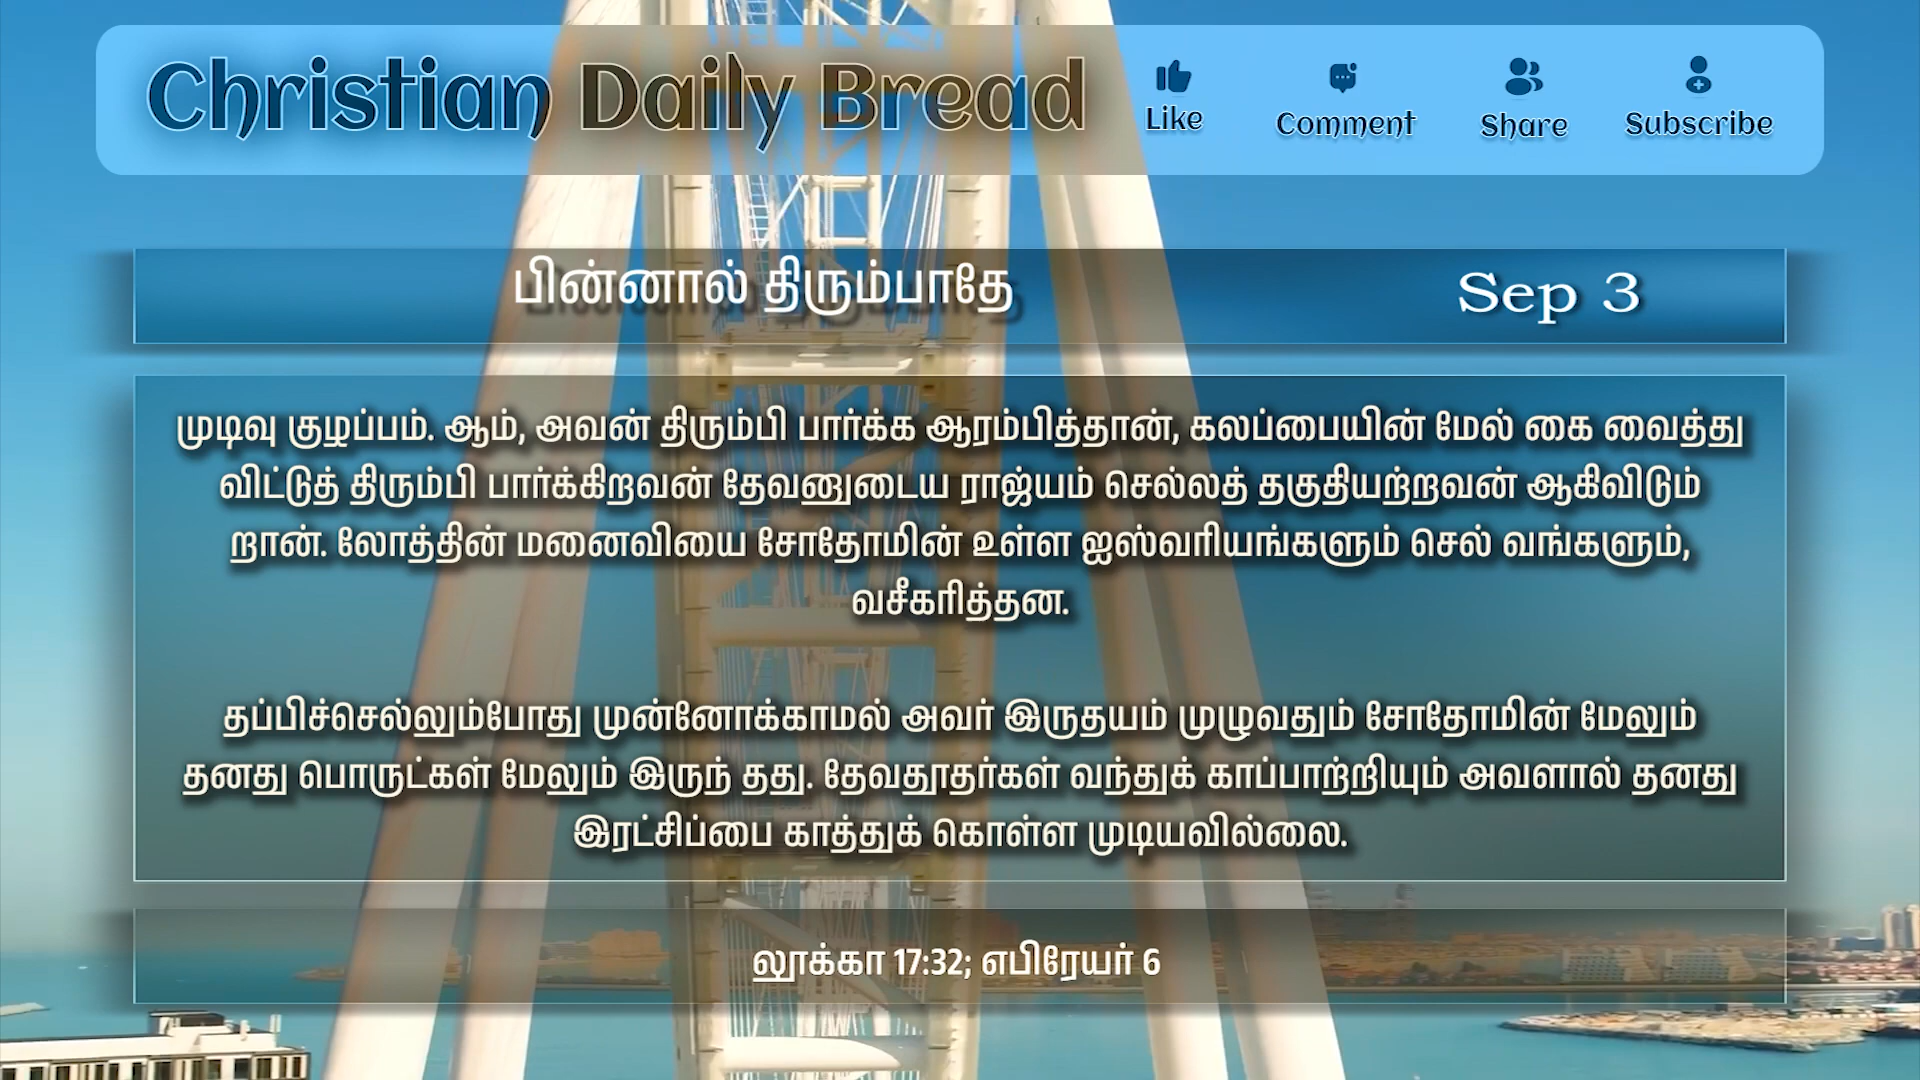 Christian Daily Bread
Like
Comment
Share
Subscribe
பின்னால் திரும்பாதே
Sep 3
முடிவு குழப்பம். ஆம், அவன் திரும்பி பார்க்க ஆரம்பித்தான், கலப்பையின் மேல் கை வைத்து
விட்டுத் திரும்பி பார்க்கிறவன் தேவனுடைய ராஜ்யம் செல்லத் தகுதியற்றவன் ஆகிவிடும்
றான். லோத்தின் மனைவியை சோதோமின் உள்ள ஐஸ்வரியங்களும் செல் வங்களும்,
வசீகரித்தன.
தப்பிச்செல்லும்போது முன்னோக்காமல் அவர் இருதயம் முழுவதும் சோதோமின் மேலும்
தனது பொருட்கள் மேலும் இருந் தது. தேவதூதர்கள் வந்துக் காப்பாற்றியும் அவளால் தனது
இரட்சிப்பை காத்துக் கொள்ள முடியவில்லை.
லூக்கா 17:32; எபிரேயர் 6